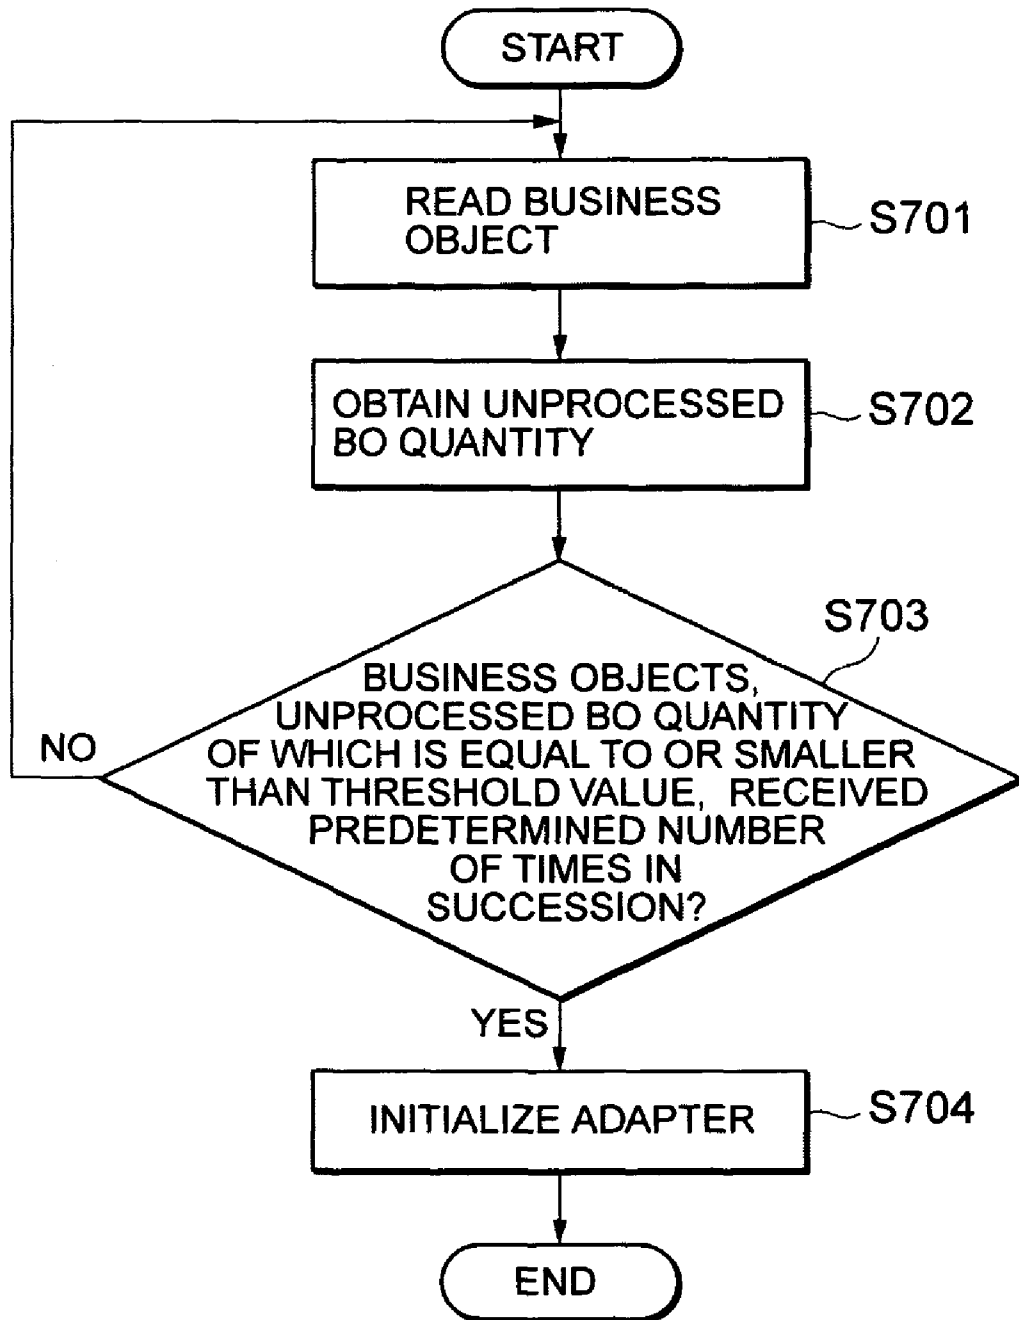 START
READ BUSINESS
OBJECT
S701
OBTAIN UNPROCESSED
BO QUANTITY
S702
S703
BUSINESS OBJECTS,
UNPROCESSED BO QUANTITY
OF WHICH IS EQUAL TO OR SMALLER
THAN THRESHOLD VALUE, RECEIVED
PREDETERMINED NUMBER
OF TIMES IN
SUCCESSION?
NO
YES
INITIALIZE ADAPTER
S704
END